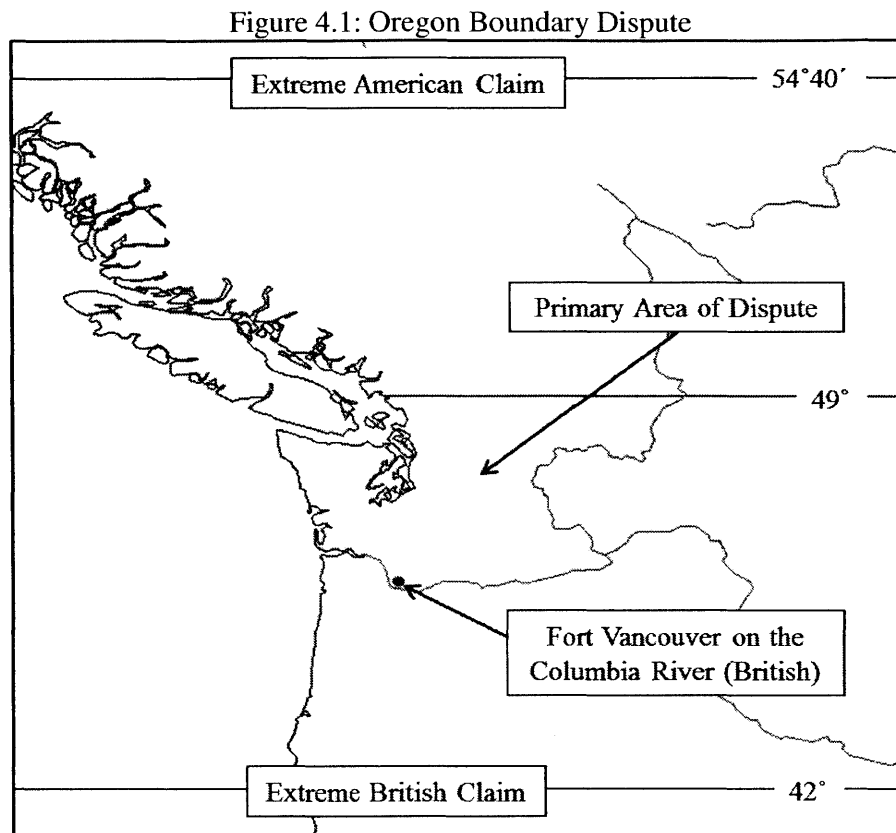 Figure 4.1: Oregon Boundary Dispute
Extreme American Claim
54°40´
Primary Area of Dispute
49°
Fort Vancouver on the
Columbia River (British)
Extreme British Claim
42°